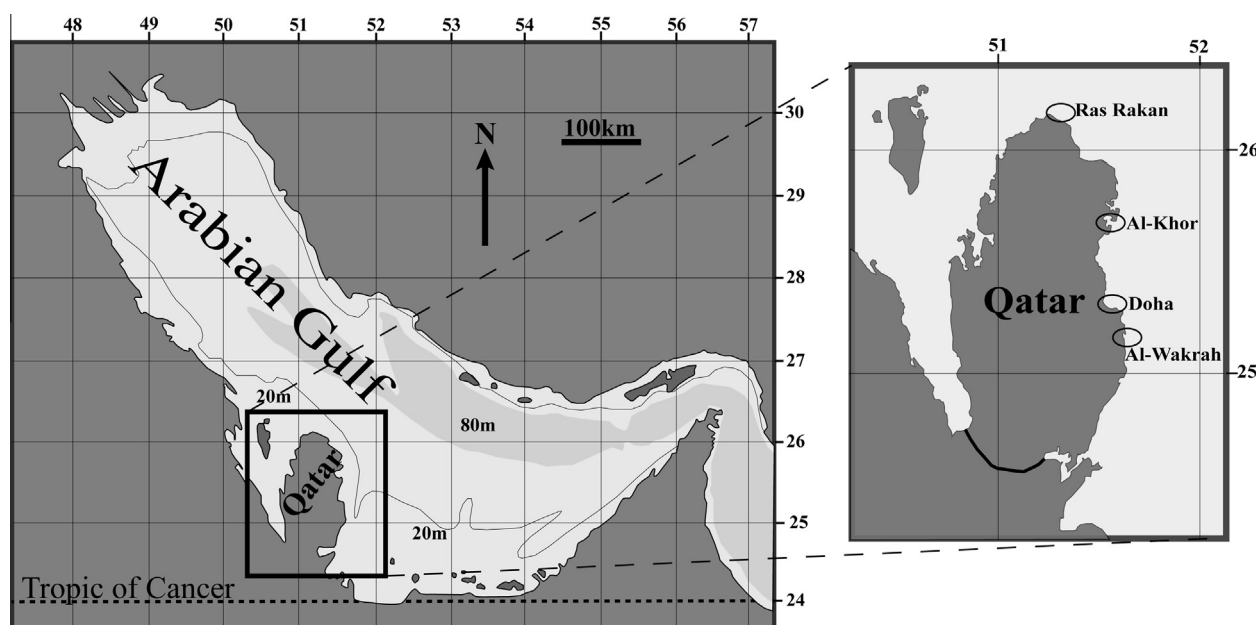 48 49 50 51 52 53 54 55 56 57
30
29
28
27
26
25
24
N
100km
Arabian Gulf
20m
80m
20m
Qatar
Tropic of Cancer
51 52
26
25
Ras Rakan
Al-Khor
Qatar
Doha
Al-Wakrah